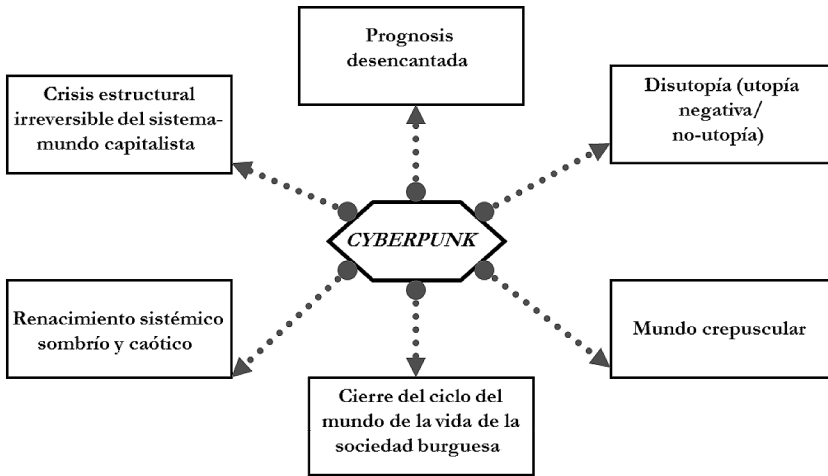 Prognosis
desencantada
Crisis estructural
irreversible del sistema-
mundo capitalista
Disutopía (utopía
negativa/
no-utopía)
CYBERPUNK
Renacimiento sistémico
sombrío y caótico
Mundo crepuscular
Cierre del ciclo del
mundo de la vida de la
sociedad burguesa